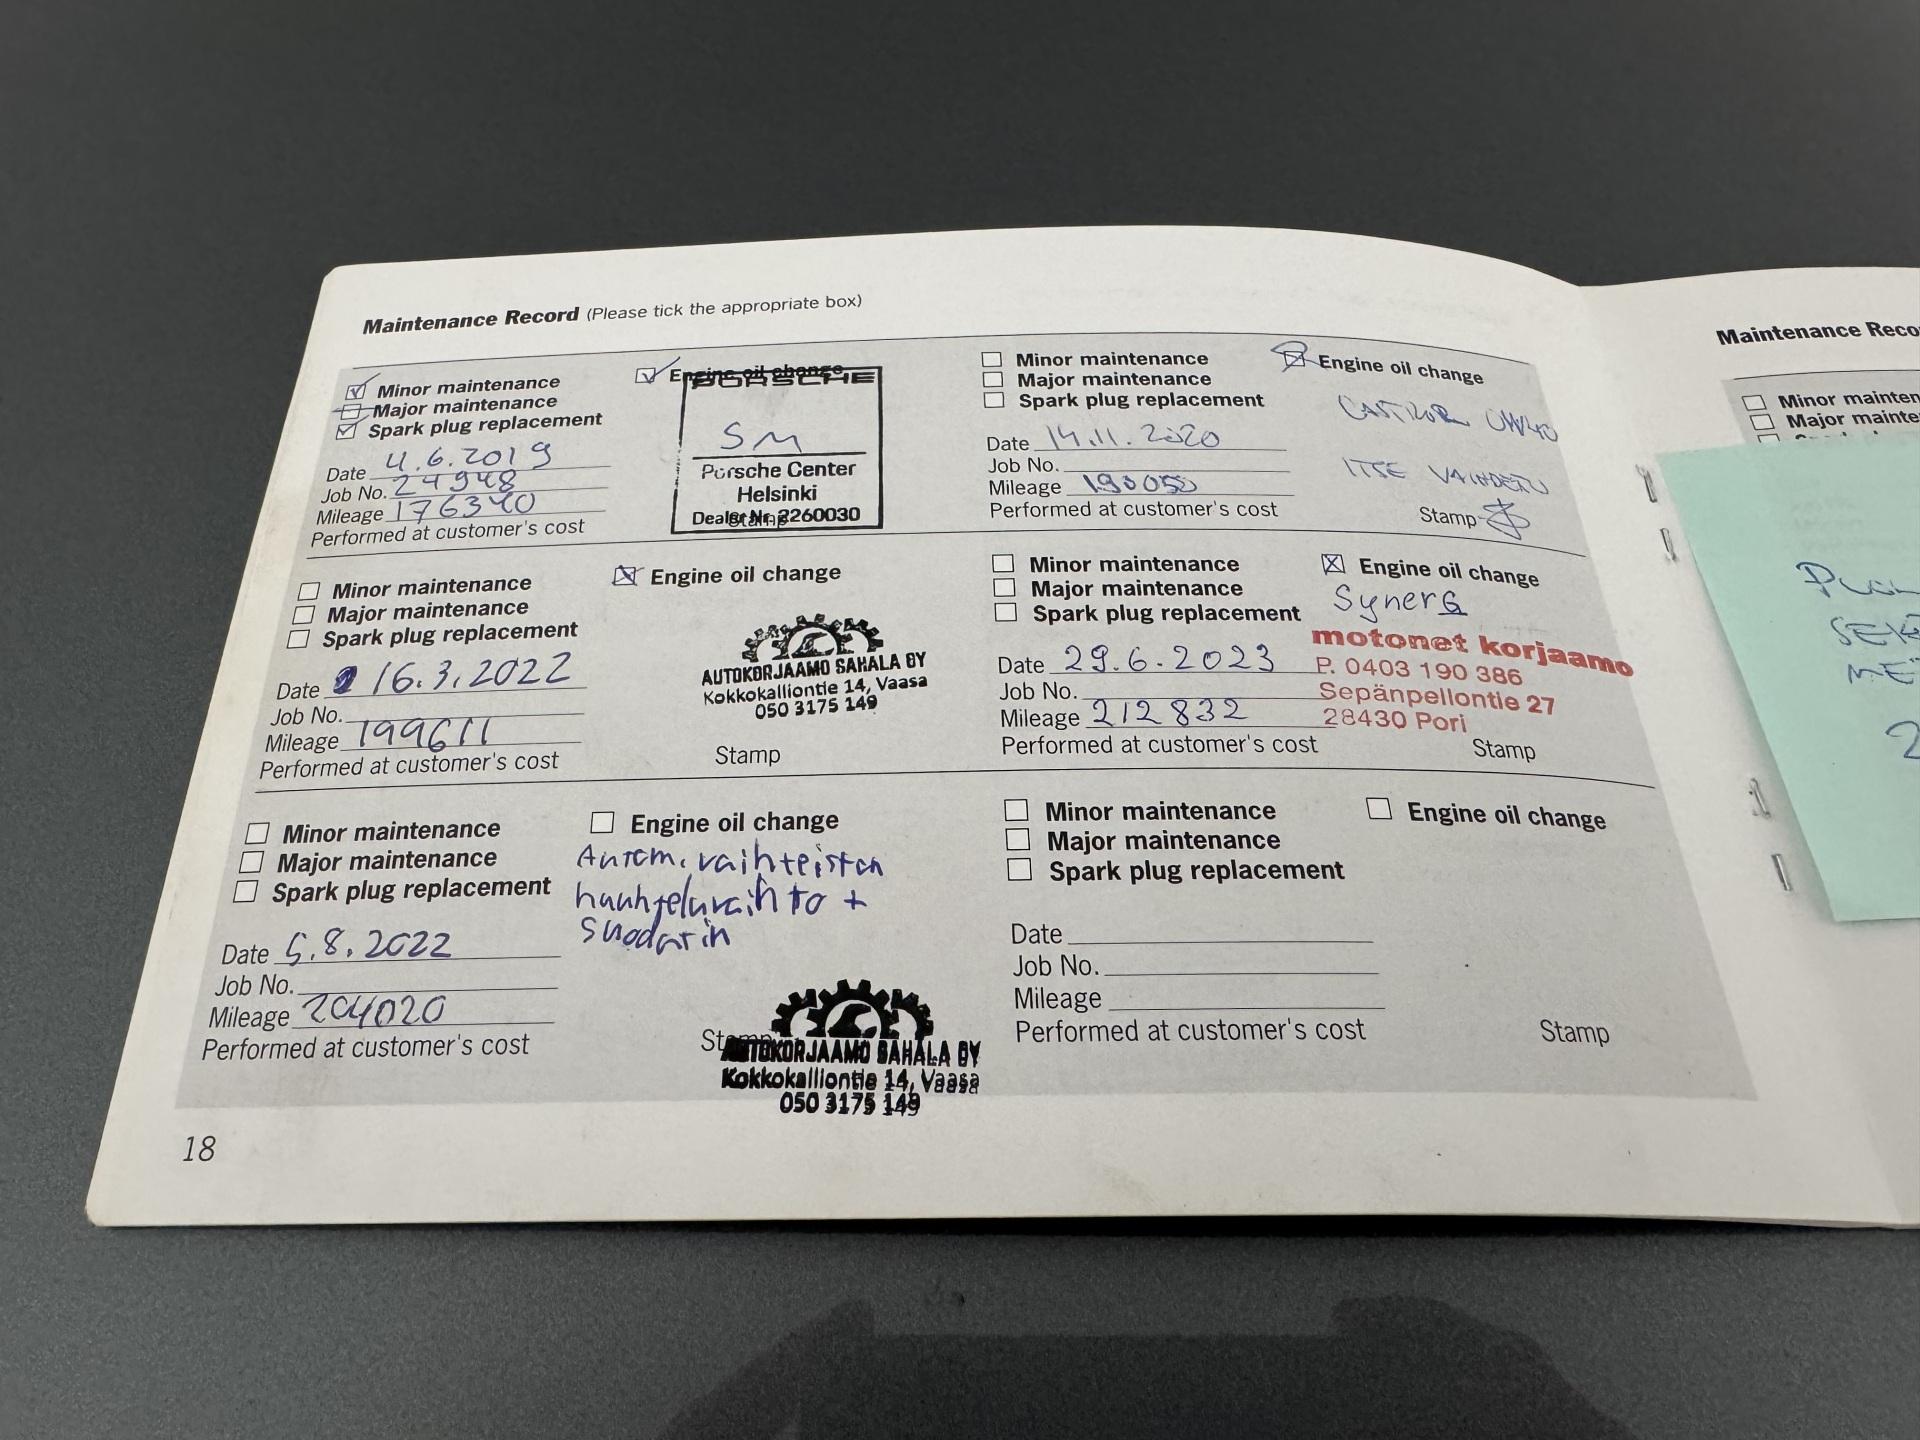 Maintenance Record (Please tick the appropriate box)
Minor maintenance
Major maintenance
Spark plug replacement
Engine oil change
Date 4.6.2019
Job No. 27948
Mileage 176340
Performed at customer's cost
PORSCHE
SM
Porsche Center
Helsinki
Dealer Nr. 2260030
Stamp
Minor maintenance
Major maintenance
Spark plug replacement
Engine oil change
CASTROL 0W40
Date 14.11.2020
Job No.
Mileage 190050
ITSE VAIHDETTU
Performed at customer's cost
Stamp
Minor maintenance
Major maintenance
Spark plug replacement
Engine oil change
Date 16.3.2022
Job No.
Mileage 199611
Performed at customer's cost
AUTOKORJAAMO SAHALA OY
Kokkokalliontie 14, Vaasa
050 3175 149
Stamp
Minor maintenance
Major maintenance
Spark plug replacement
Engine oil change
SynerG
Date 29.6.2023
Job No.
Mileage 212832
Performed at customer's cost
motonet korjaamo
P. 0403 190 386
Sepänpellontie 27
28430 Pori
Stamp
Minor maintenance
Major maintenance
Spark plug replacement
Engine oil change
Autom. vaihteiston
huuhteluvaihto +
suodatin
Date 5.8.2022
Job No.
Mileage 204020
Performed at customer's cost
Stamp
AUTOKORJAAMO SAHALA OY
Kokkokalliontie 14, Vaasa
050 3175 149
Minor maintenance
Major maintenance
Spark plug replacement
Engine oil change
Date
Job No.
Mileage
Performed at customer's cost
Stamp
18
Maintenance Reco
Minor mainten
Major mainte